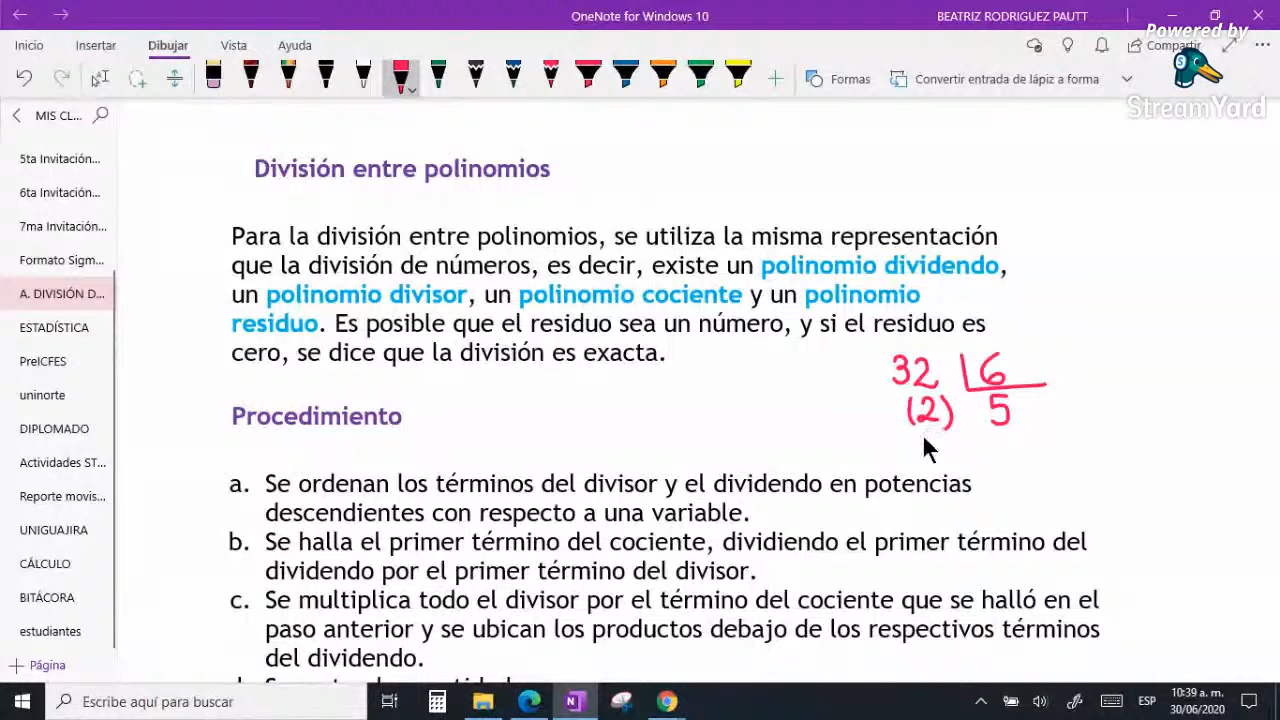 OneNote for Windows 10
BEATRIZ RODRIGUEZ PAUTT
Powered by
StreamYard
Inicio Insertar Dibujar Vista Ayuda
Compartir
Formas
Convertir entrada de lápiz a forma
MIS CL...
5ta Invitación...
6ta Invitación...
7ma Invitación...
Formato Sigm...
A. DIVISIÓN D...
ESTADÍSTICA
PreICFES
uninorte
DIPLOMADO
Actividades ST...
Reporte movis...
UNIGUAJIRA
CÁLCULO
BITÁCORA
estudiantes
Página
División entre polinomios
Para la división entre polinomios, se utiliza la misma representación
que la división de números, es decir, existe un polinomio dividendo,
un polinomio divisor, un polinomio cociente y un polinomio
residuo. Es posible que el residuo sea un número, y si el residuo es
cero, se dice que la división es exacta.
32 6
(2) 5
Procedimiento
a. Se ordenan los términos del divisor y el dividendo en potencias
descendientes con respecto a una variable.
b. Se halla el primer término del cociente, dividiendo el primer término del
dividendo por el primer término del divisor.
c. Se multiplica todo el divisor por el término del cociente que se halló en el
paso anterior y se ubican los productos debajo de los respectivos términos
del dividendo.
Escribe aquí para buscar
ESP
10:39 a. m.
30/06/2020